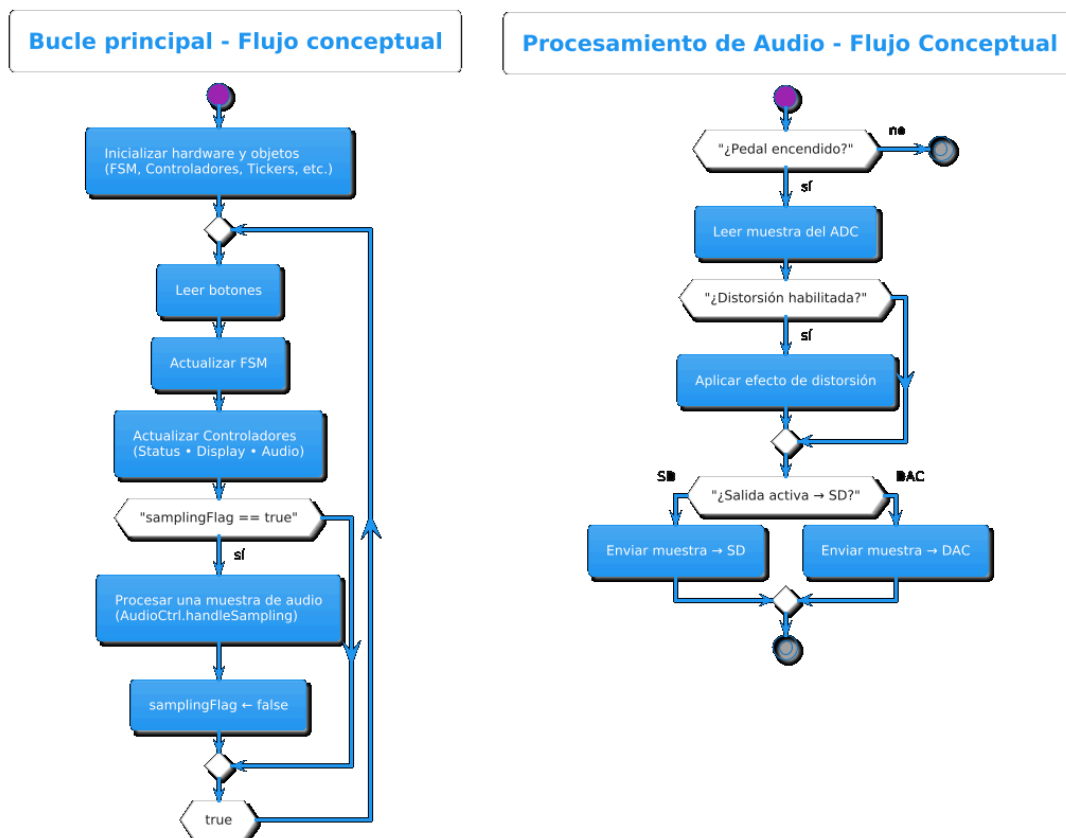 Bucle principal - Flujo conceptual
Inicializar hardware y objetos
(FSM, Controladores, Tickers, etc.)
Leer botones
Actualizar FSM
Actualizar Controladores
(Status • Display • Audio)
"samplingFlag == true"
sí
Procesar una muestra de audio
(AudioCtrl.handleSampling)
samplingFlag ← false
true
Procesamiento de Audio - Flujo Conceptual
"¿Pedal encendido?"
no
sí
Leer muestra del ADC
"¿Distorsión habilitada?"
sí
Aplicar efecto de distorsión
"¿Salida activa → SD?"
SD
DAC
Enviar muestra → SD
Enviar muestra → DAC